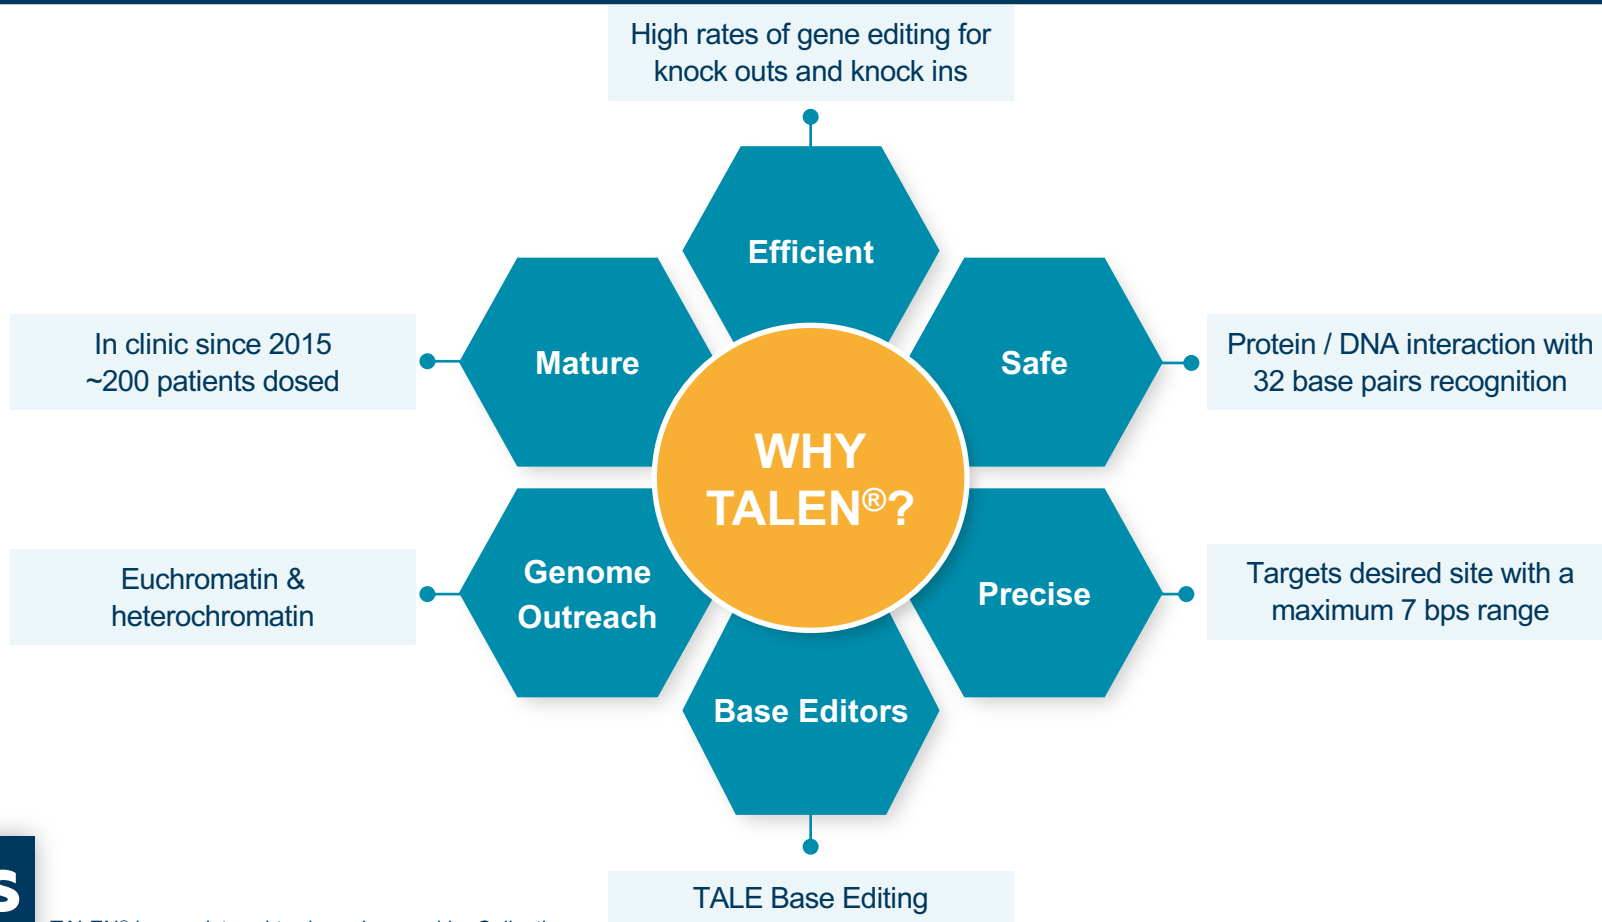 High rates of gene editing for
knock outs and knock ins
Efficient
Mature
Safe
In clinic since 2015
~200 patients dosed
Protein / DNA interaction with
32 base pairs recognition
WHY
TALEN®?
Genome
Outreach
Precise
Euchromatin &
heterochromatin
Targets desired site with a
maximum 7 bps range
Base Editors
TALE Base Editing
s